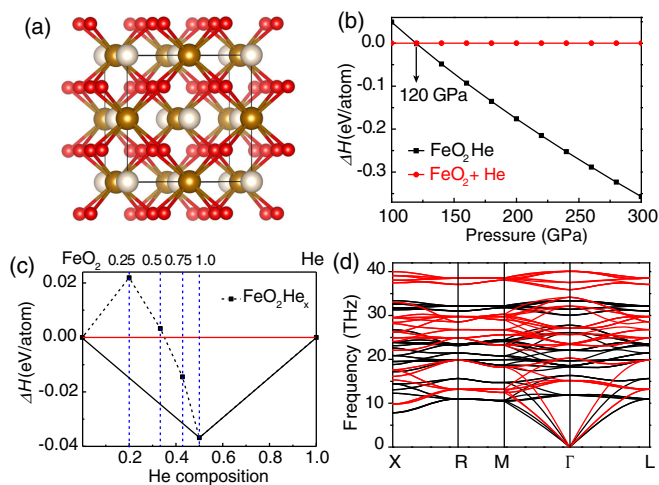 (a)
(b)
0.0
-0.1
-0.2
-0.3
ΔH(eV/atom)
120 GPa
FeO₂He
FeO₂+ He
100 150 200 250 300
Pressure (GPa)
(c)
FeO₂ 0.25 0.5 0.75 1.0 He
0.02
0.00
-0.02
-0.04
ΔH(eV/atom)
FeO₂Heₓ
0.2 0.4 0.6 0.8 1.0
He composition
(d)
40
30
20
10
0
Frequency (THz)
X R M Γ L